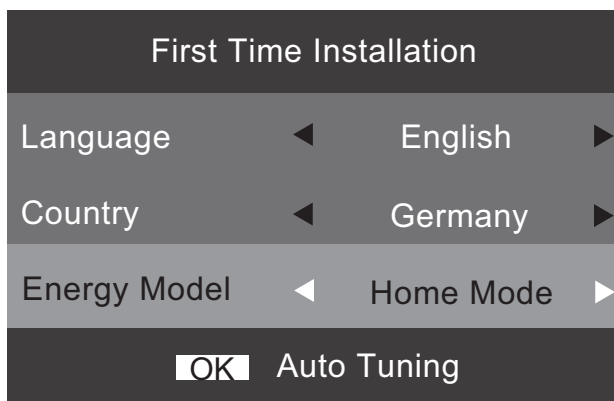 First Time Installation
Language English
Country Germany
Energy Model Home Mode
OK Auto Tuning